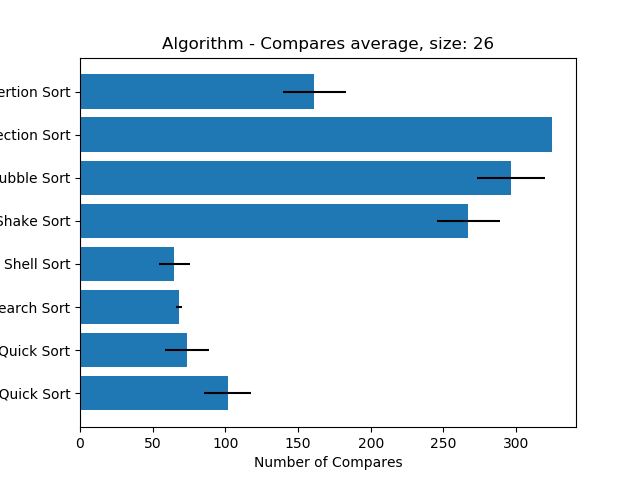 Algorithm - Compares average, size: 26
ertion Sort
ection Sort
ubble Sort
Shake Sort
Shell Sort
earch Sort
Quick Sort
Quick Sort
0 50 100 150 200 250 300
Number of Compares